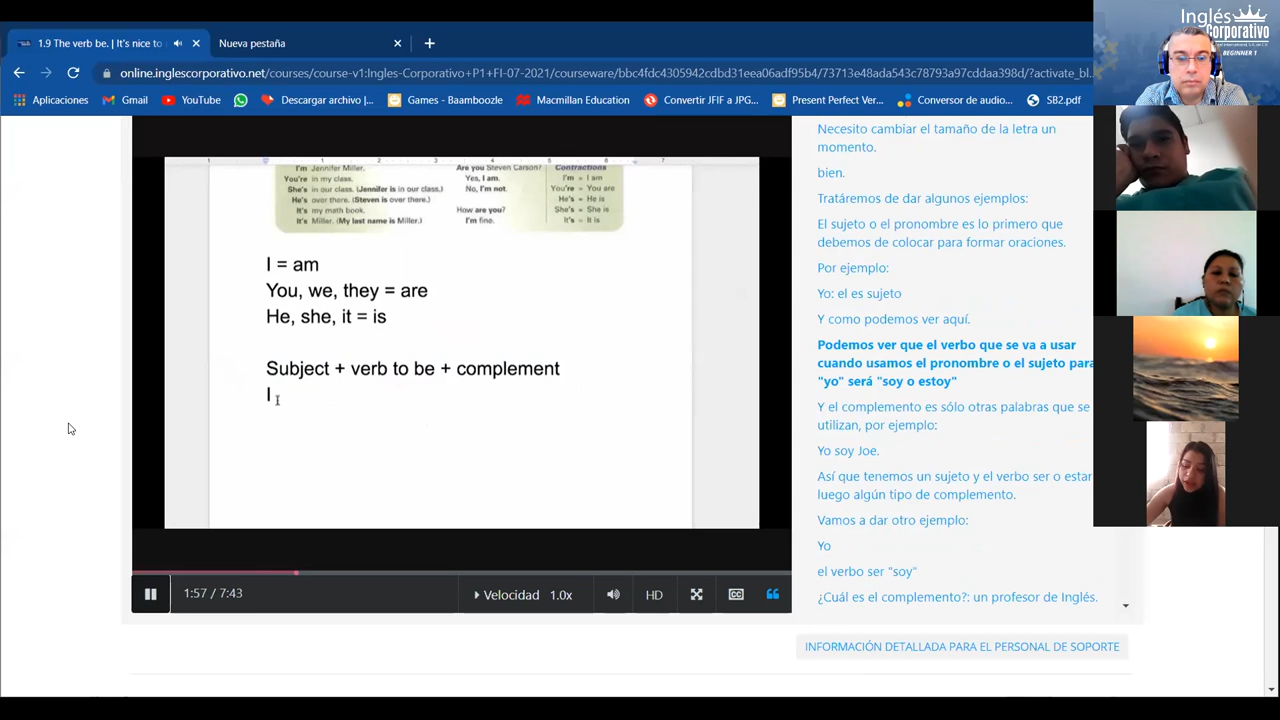 1.9 The verb be. | It's nice to
Nueva pestaña
online.inglescorporativo.net/courses/course-v1:Ingles-Corporativo+P1+FI-07-2021/courseware/bbc4fdc4305942cdbd31eea06adf95b4/73713e48ada543c78793a97cddaa398d/?activate_bl...
Aplicaciones
Gmail
YouTube
Descargar archivo |...
Games - Baamboozle
Macmillan Education
Convertir JFIF a JPG...
Present Perfect Ver...
Conversor de audio...
SB2.pdf
Inglés
Corporativo
BEGINNER 1
1 1 2 3 4 5 6 7
I'm Jennifer Miller.
You're in my class.
She's in our class. (Jennifer is in our class.)
He's over there. (Steven is over there.)
It's my math book.
It's Miller. (My last name is Miller.)
Are you Steven Carson?
Yes, I am.
No, I'm not.
How are you?
I'm fine.
Contractions
I'm = I am
You're = You are
He's = He is
She's = She is
It's = It is
I = am
You, we, they = are
He, she, it = is
Subject + verb to be + complement
I
1:57 / 7:43
Velocidad 1.0x
HD
Necesito cambiar el tamaño de la letra un
momento.
bien.
Tratáremos de dar algunos ejemplos:
El sujeto o el pronombre es lo primero que
debemos de colocar para formar oraciones.
Por ejemplo:
Yo: el es sujeto
Y como podemos ver aquí.
Podemos ver que el verbo que se va a usar
cuando usamos el pronombre o el sujeto para
"yo" será "soy o estoy"
Y el complemento es sólo otras palabras que se
utilizan, por ejemplo:
Yo soy Joe.
Así que tenemos un sujeto y el verbo ser o estar
luego algún tipo de complemento.
Vamos a dar otro ejemplo:
Yo
el verbo ser "soy"
¿Cuál es el complemento?: un profesor de Inglés.
INFORMACIÓN DETALLADA PARA EL PERSONAL DE SOPORTE